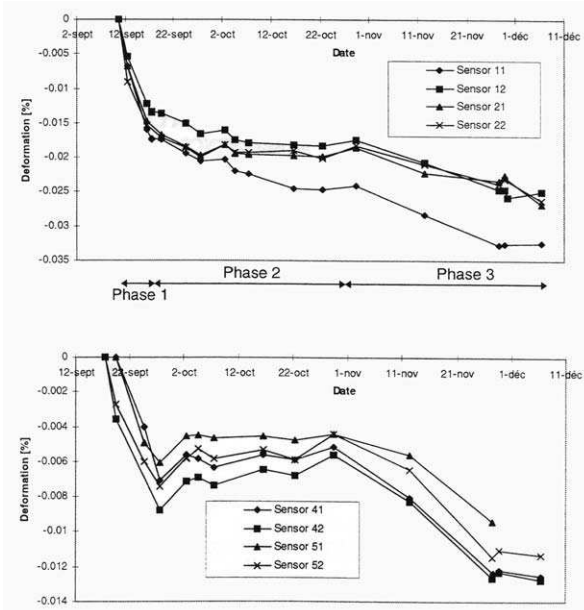 0
2-sept 12-sept 22-sept 2-oct 12-oct 22-oct 1-nov 11-nov 21-nov 1-déc 11-déc
Date
-0.005
-0.01
-0.015
-0.02
-0.025
-0.03
-0.035
Deformation [%]
Sensor 11
Sensor 12
Sensor 21
Sensor 22
Phase 1
Phase 2
Phase 3
0
12-sept 22-sept 2-oct 12-oct 22-oct 1-nov 11-nov 21-nov 1-déc 11-déc
Date
-0.002
-0.004
-0.006
-0.008
-0.01
-0.012
-0.014
Deformation [%]
Sensor 41
Sensor 42
Sensor 51
Sensor 52